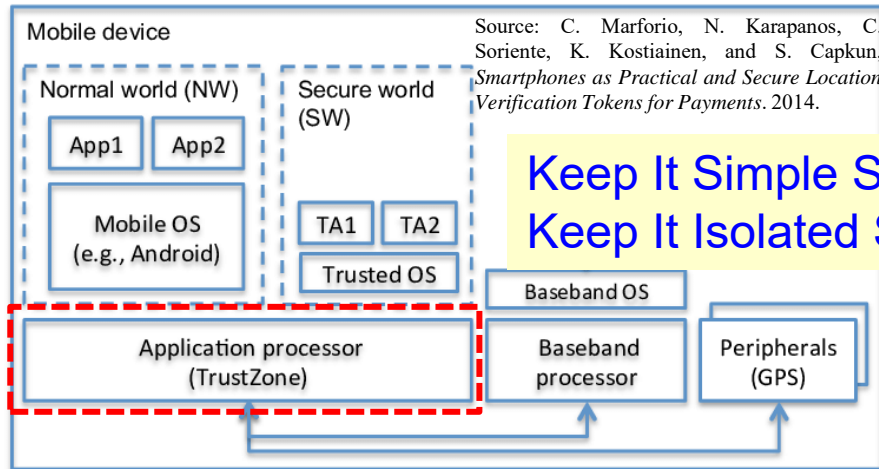 Mobile device
Source: C. Marforio, N. Karapanos, C.
Soriente, K. Kostiainen, and S. Capkun,
Smartphones as Practical and Secure Location
Verification Tokens for Payments. 2014.
Normal world (NW)
Secure world
(SW)
App1
App2
Keep It Simple S
Keep It Isolated S
Mobile OS
(e.g., Android)
TA1
TA2
Trusted OS
Baseband OS
Application processor
(TrustZone)
Baseband
processor
Peripherals
(GPS)